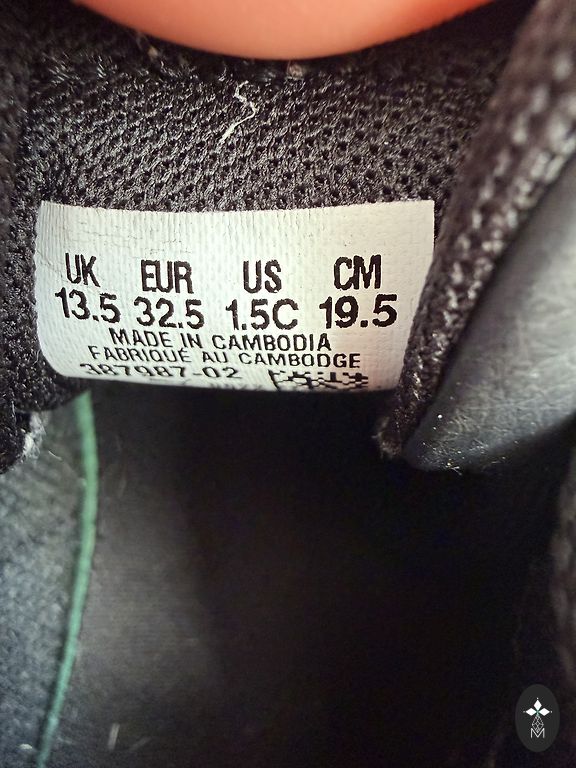 UK EUR US CM
13.5 32.5 1.5C 19.5
MADE IN CAMBODIA
FABRIQUÉ AU CAMBODGE
387987-02
M